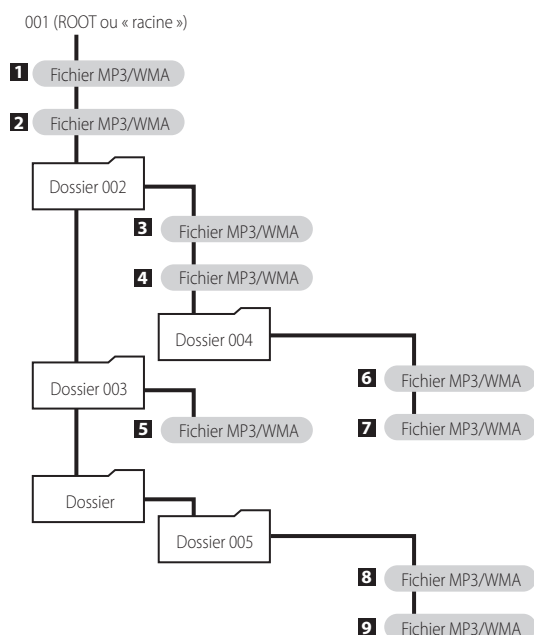 001 (ROOT ou « racine »)
1 Fichier MP3/WMA
2 Fichier MP3/WMA
Dossier 002
3 Fichier MP3/WMA
4 Fichier MP3/WMA
Dossier 004
Dossier 003
6 Fichier MP3/WMA
5 Fichier MP3/WMA
7 Fichier MP3/WMA
Dossier
Dossier 005
8 Fichier MP3/WMA
9 Fichier MP3/WMA